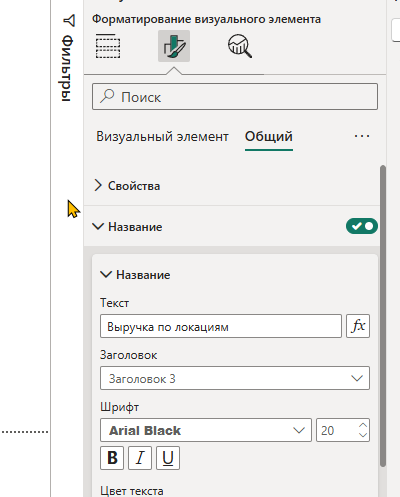 Форматирование визуального элемента
Фильтры
Поиск
Визуальный элемент Общий ...
Свойства
Название
Название
Текст
Выручка по локациям fx
Заголовок
Заголовок 3
Шрифт
Arial Black 20
B I U
Цвет текста